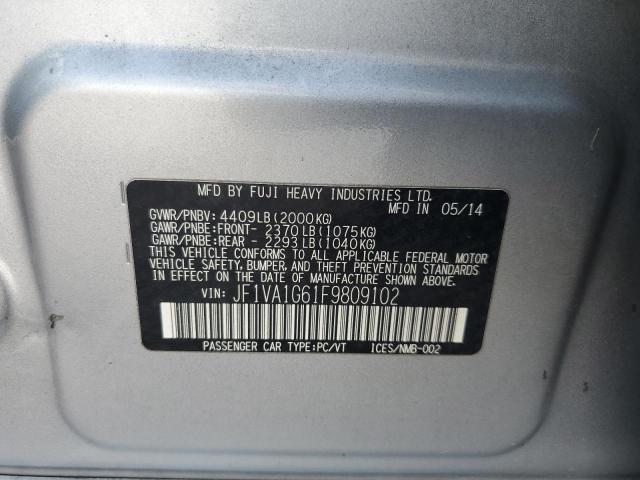 MFD BY FUJI HEAVY INDUSTRIES LTD.
MFD IN 05/14
GVWR/PNBV: 4409LB(2000KG)
GAWR/PNBE:FRONT- 2370LB(1075KG)
GAWR/PNBE:REAR - 2293LB(1040KG)
THIS VEHICLE CONFORMS TO ALL APPLICABLE FEDERAL MOTOR
VEHICLE SAFETY, BUMPER, AND THEFT PREVENTION STANDARDS
IN EFFECT ON THE DATE OF MANUFACTURE SHOWN ABOVE.
VIN: JF1VA1G61F9809102
PASSENGER CAR TYPE:PC/VT ICES/NMB-002